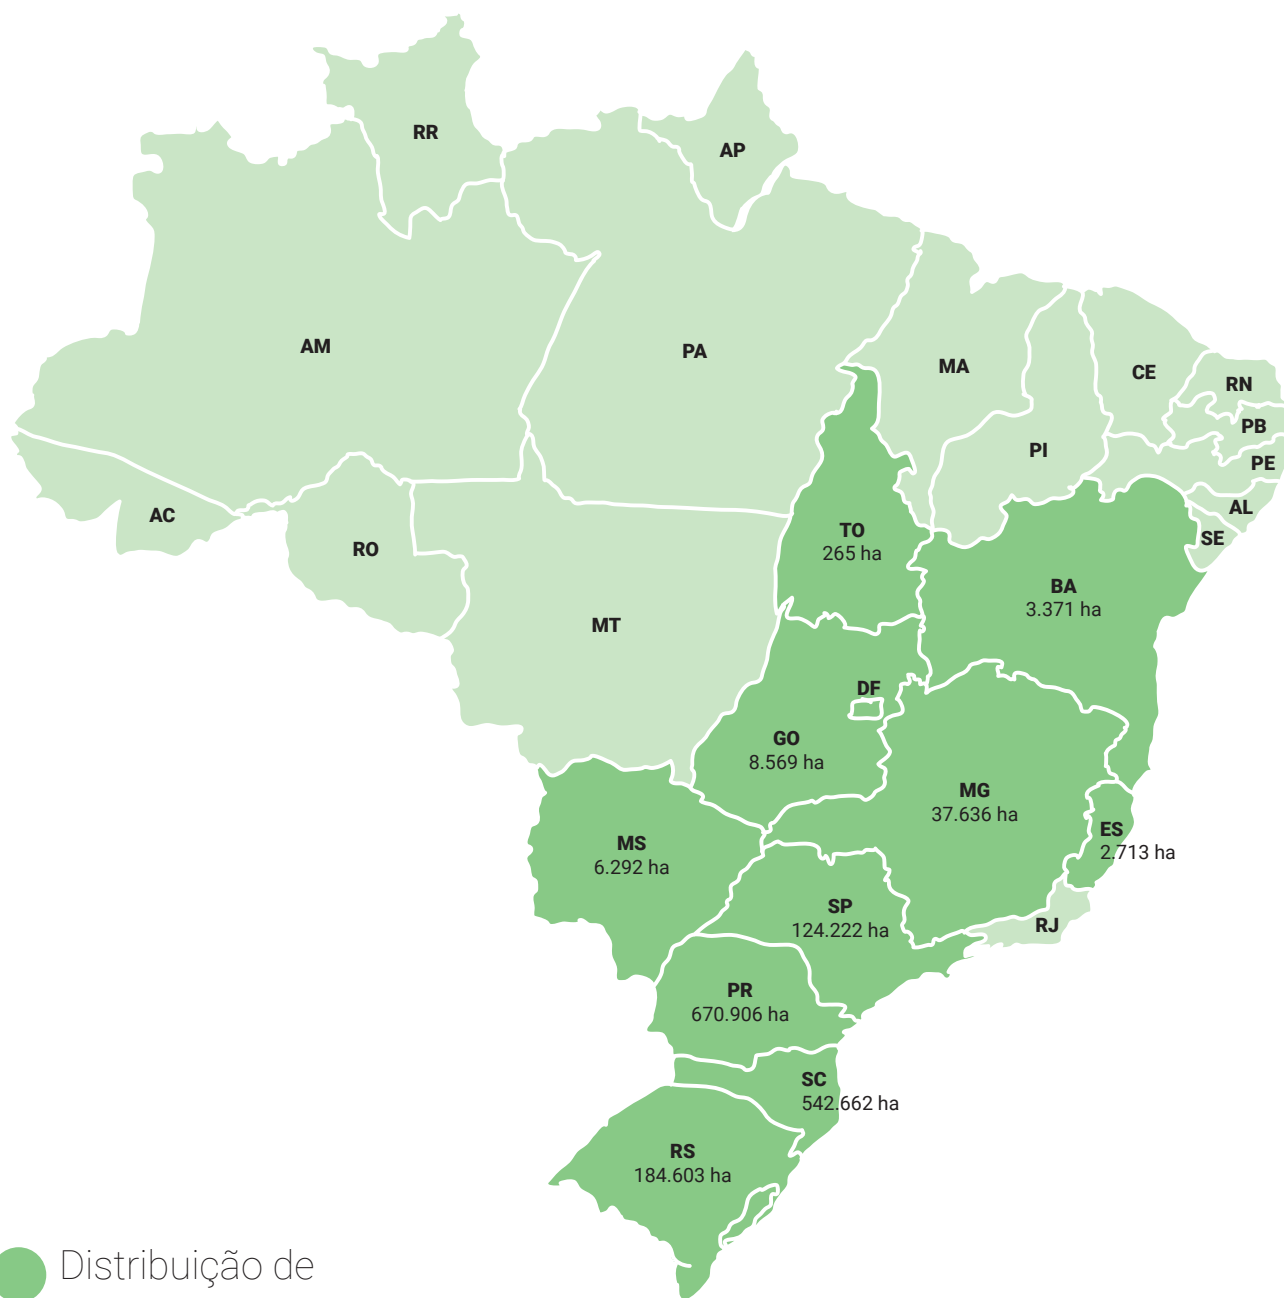 RR
AP
AM
PA
MA
CE
RN
PB
PI
PE
AL
SE
AC
RO
TO
265 ha
BA
3.371 ha
MT
DF
GO
8.569 ha
MG
37.636 ha
ES
2.713 ha
MS
6.292 ha
SP
124.222 ha
RJ
PR
670.906 ha
SC
542.662 ha
RS
184.603 ha
Distribuição de